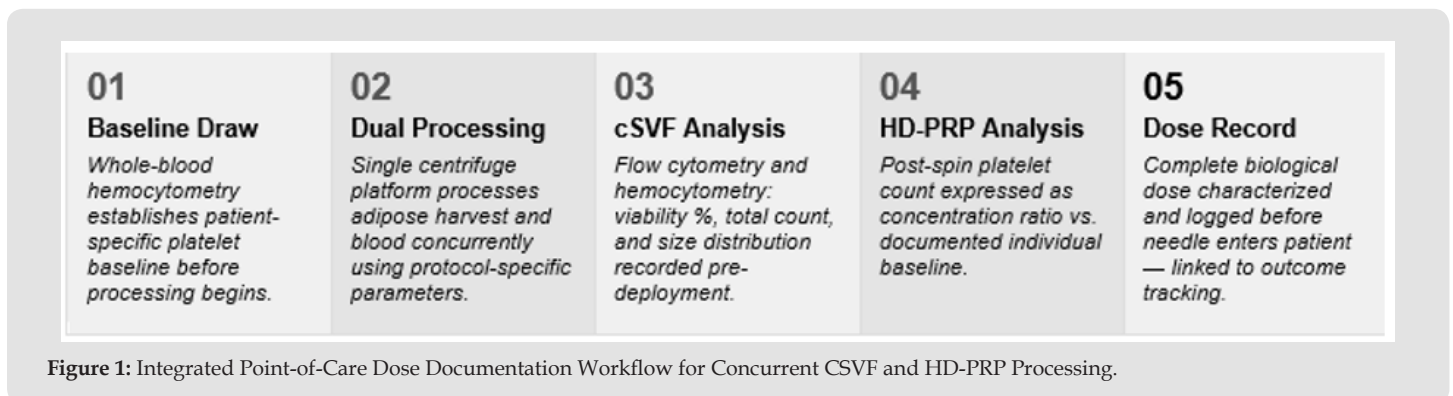 01
Baseline Draw
Whole-blood
hemocytometry
establishes patient-
specific platelet
baseline before
processing begins.
02
Dual Processing
Single centrifuge
platform processes
adipose harvest and
blood concurrently
using protocol-specific
parameters.
03
cSVF Analysis
Flow cytometry and
hemocytometry:
viability %, total count,
and size distribution
recorded pre-
deployment.
04
HD-PRP Analysis
Post-spin platelet
count expressed as
concentration ratio vs.
documented individual
baseline.
05
Dose Record
Complete biological
dose characterized
and logged before
needle enters patient
— linked to outcome
tracking.
Figure 1: Integrated Point-of-Care Dose Documentation Workflow for Concurrent CSVF and HD-PRP Processing.